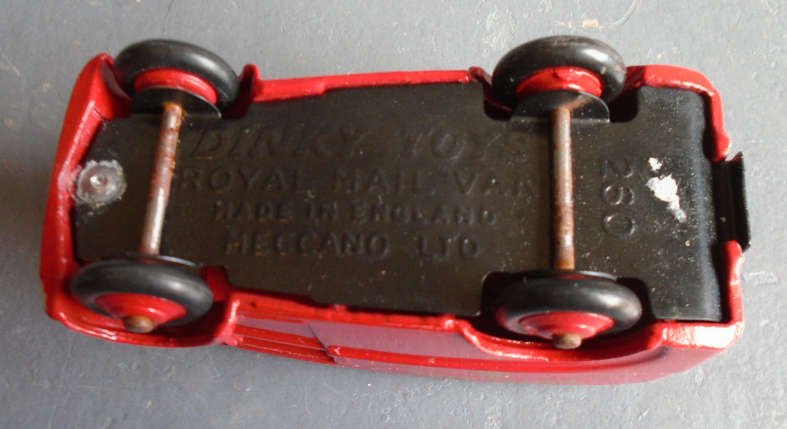 DINKY TOYS
ROYAL MAIL VAN
MADE IN ENGLAND
MECCANO LTD
260